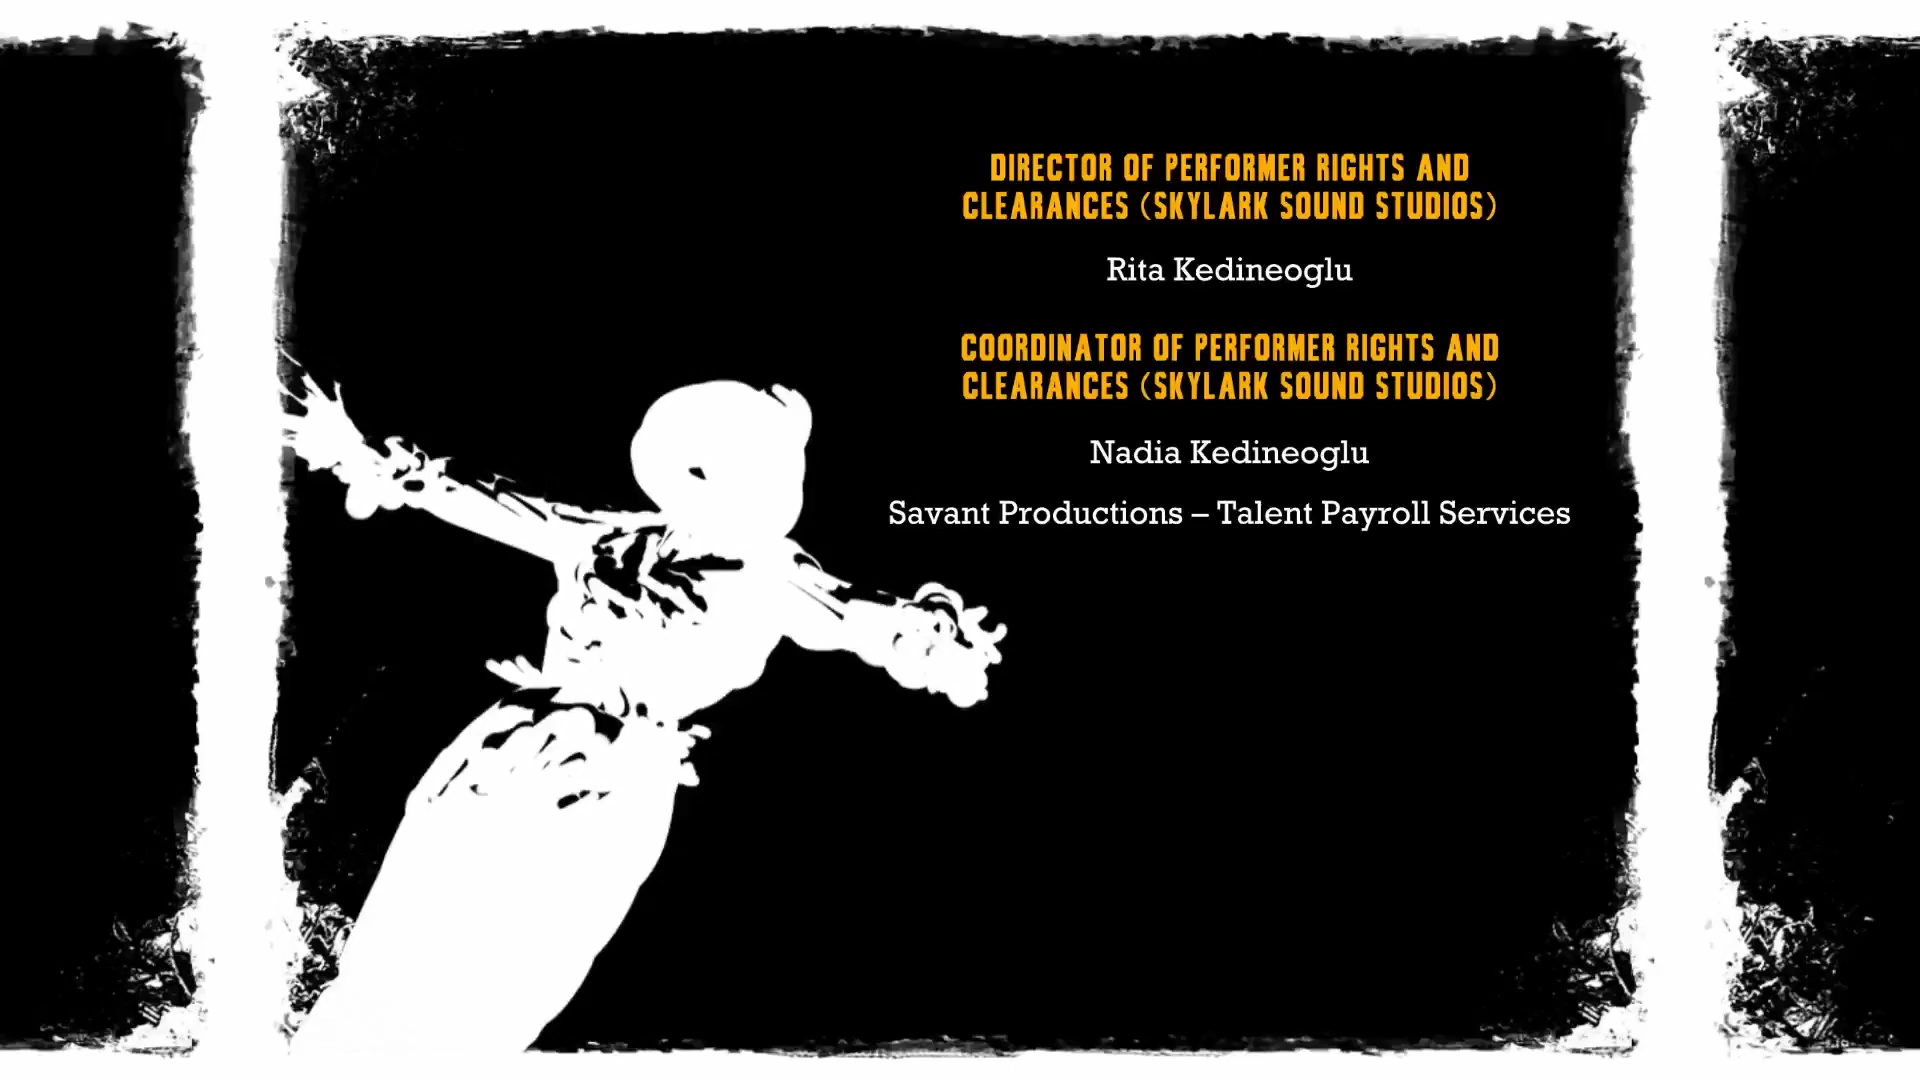 DIRECTOR OF PERFORMER RIGHTS AND
CLEARANCES (SKYLARK SOUND STUDIOS)
Rita Kedineoglu
COORDINATOR OF PERFORMER RIGHTS AND
CLEARANCES (SKYLARK SOUND STUDIOS)
Nadia Kedineoglu
Savant Productions – Talent Payroll Services